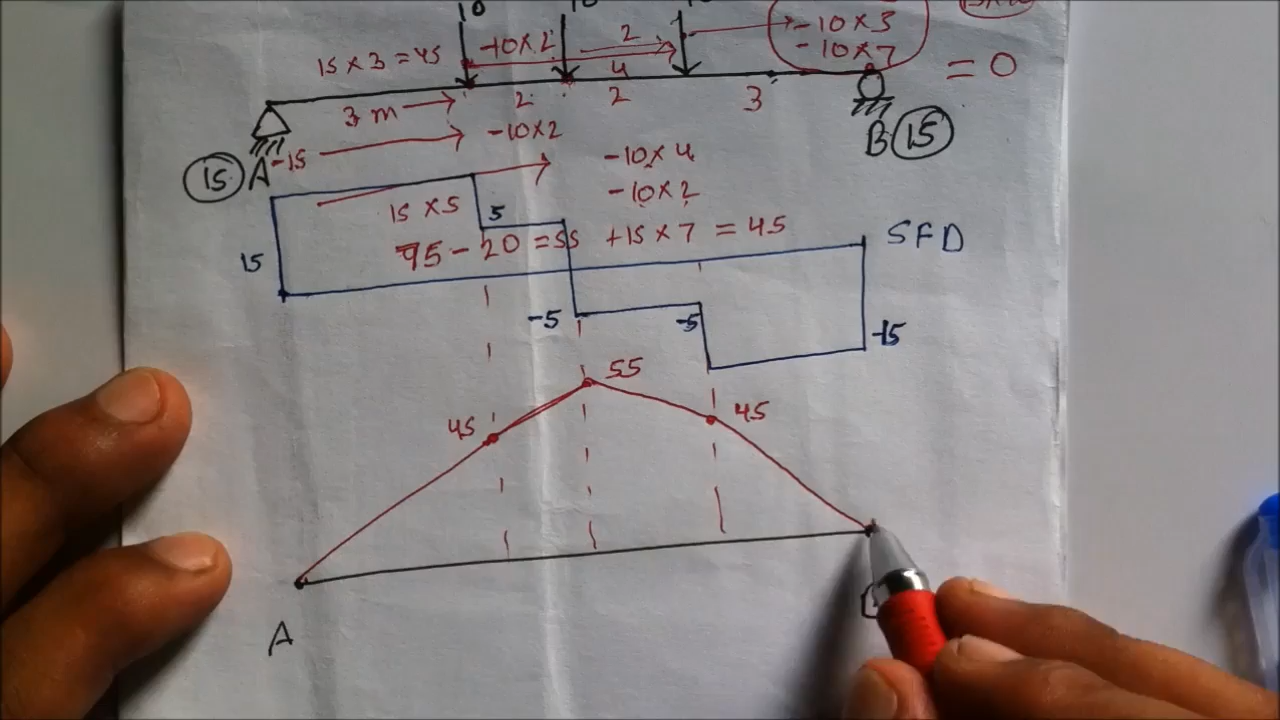 10 10 10
15 × 3 = 45 -10×2 2 -10 × 3
4 -10 × 7 = 0
3 m 2 2 3
-15 -10×2
15 A B 15
-10×4
-10×2
15 ×5 5
15 95 - 20 = 55 +15 × 7 = 45 SFD
-5 -5 -15
55
45 45
A